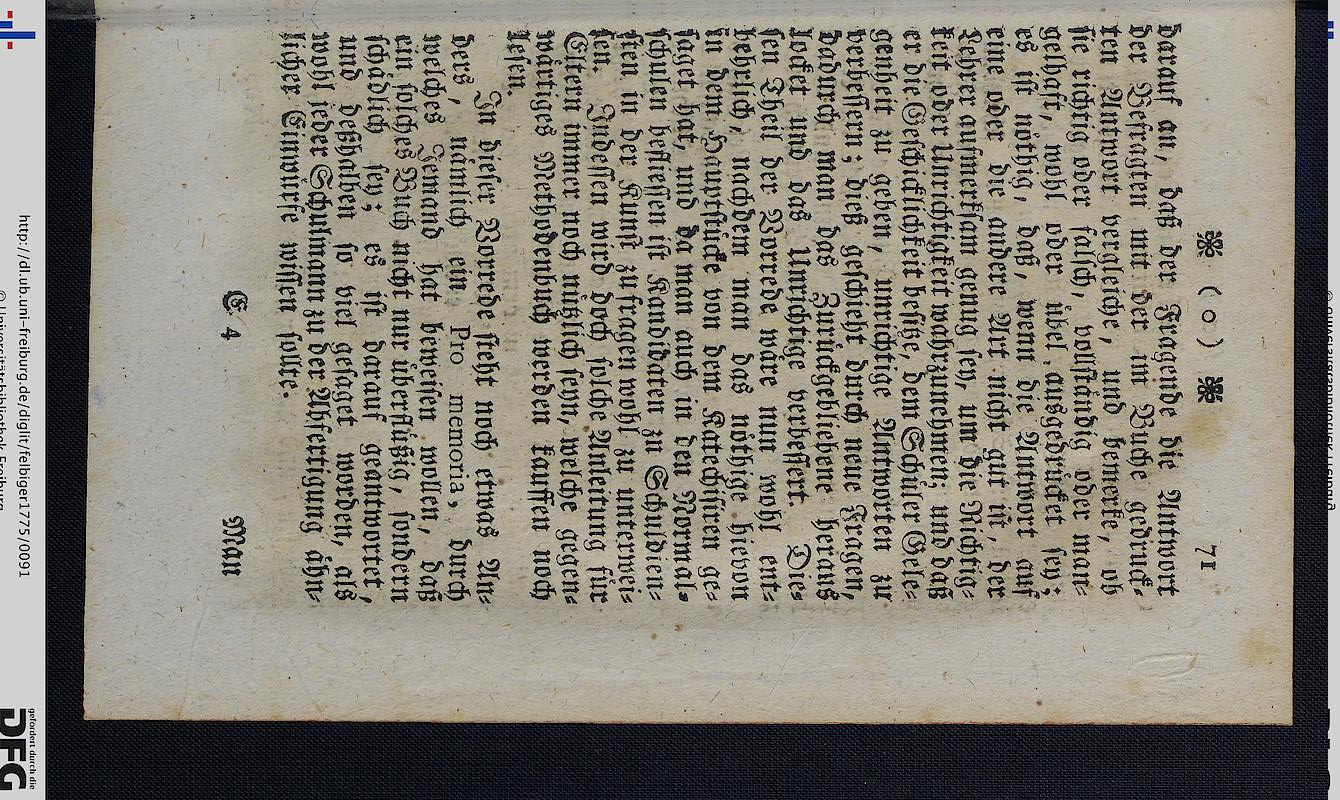 ❃ ( o ) ❃ 71
darauf an, daß der Fragende die Antwort
der Befragten mit der im Buche gedruck-
ten Antwort vergleiche, und bemerke, ob
sie richtig oder falsch, vollständig oder man-
gelhaft, wohl oder übel ausgedrücket sey;
es ist nöthig, daß, wenn die Antwort auf
eine oder die andere Art nicht gut ist, der
Lehrer aufmerksam genug sey, um die Richtig-
keit oder Unrichtigkeit wahrzunehmen; und daß
er die Geschicklichkeit besitze, dem Schüler Gele-
genheit zu geben, unrichtige Antworten zu
verbessern; dieß geschieht durch neue Fragen,
dadurch man das Zurückgebliebene heraus
locket und das Unrichtige verbessert. Die-
sen Theil der Vorrede wäre nun wohl ent-
behrlich, nachdem man das nöthige hievon
in dem Hauptstücke von dem Katechisiren ge-
saget hat, und da man auch in den Normal-
schulen befließen ist Kandidaten zu Schuldien-
sten in der Kunst zu fragen wohl zu unterwei-
sen. Indessen wird doch solche Anleitung für
Eltern immer noch nützlich seyn, welche gegen-
wärtiges Methodenbuch werden kauffen noch
lesen.
In dieser Vorrede steht noch etwas An-
ders, nämlich ein Pro memoria, durch
welches Jemand hat beweisen wollen, daß
ein solches Buch nicht nur überflüßig, sondern
schädlich sey; es ist darauf geantwortet,
und deßhalben so viel gesaget worden, als
wohl jeder Schulmann zu der Abfertigung ähn-
licher Einwürfe wissen sollte.
E 4 Man
http://dl.ub.uni-freiburg.de/diglit/felbiger1775/0091
© Universitätsbibliothek Freiburg
gefördert durch die
DFG